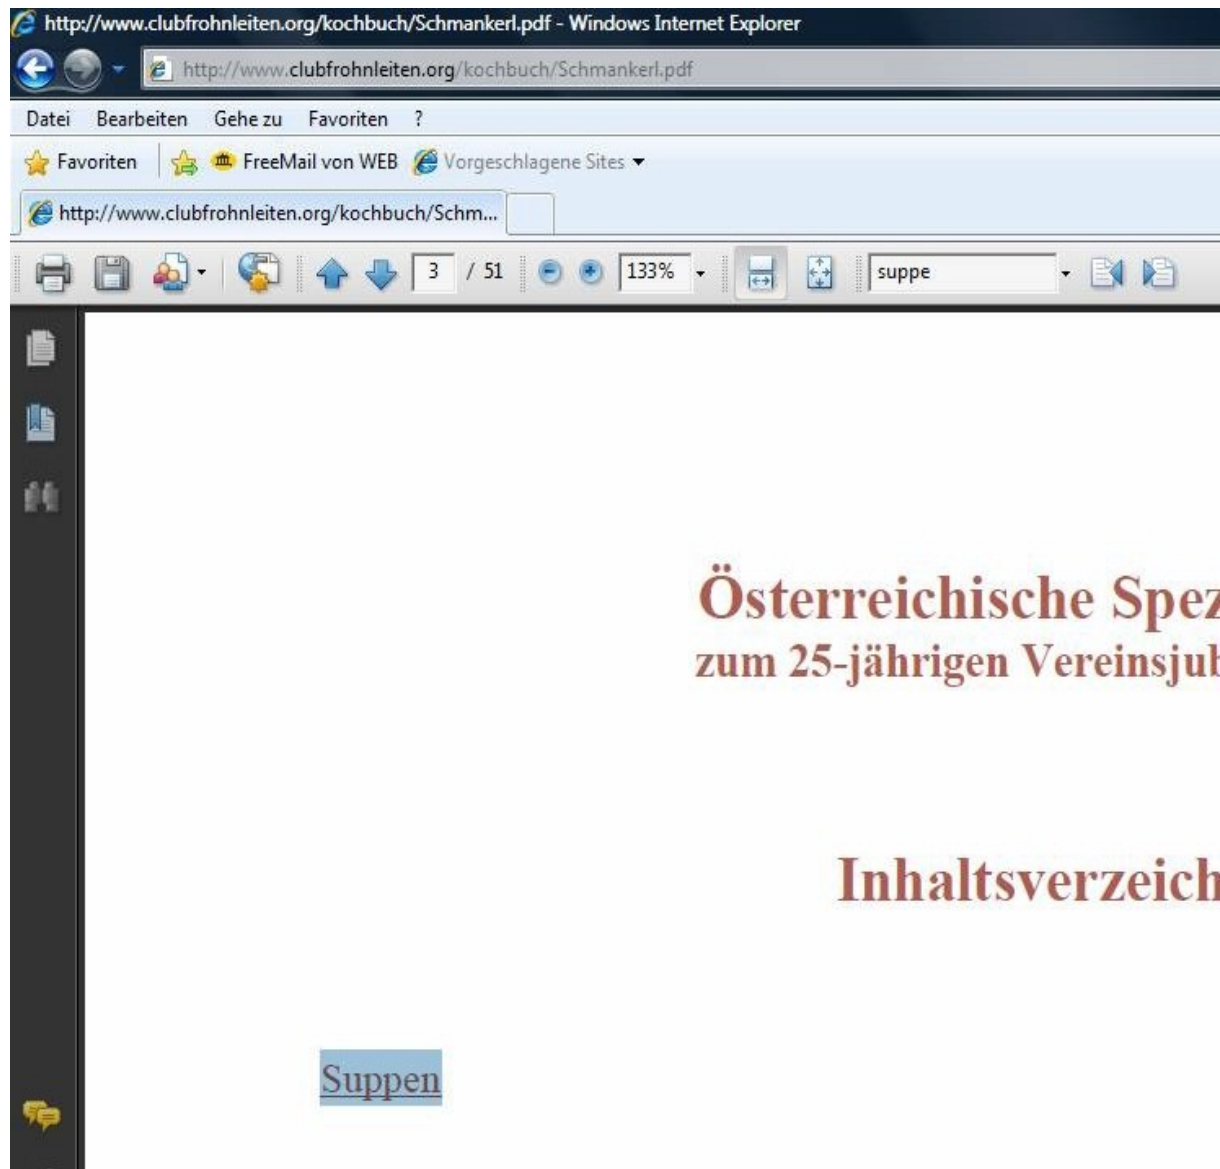 http://www.clubfrohnleiten.org/kochbuch/Schmankerl.pdf - Windows Internet Explorer
http://www.clubfrohnleiten.org/kochbuch/Schmankerl.pdf
Datei Bearbeiten Gehe zu Favoriten ?
Favoriten FreeMail von WEB Vorgeschlagene Sites
http://www.clubfrohnleiten.org/kochbuch/Schm...
3 / 51 133% suppe
Österreichische Spez
zum 25-jährigen Vereinsjub
Inhaltsverzeich
Suppen